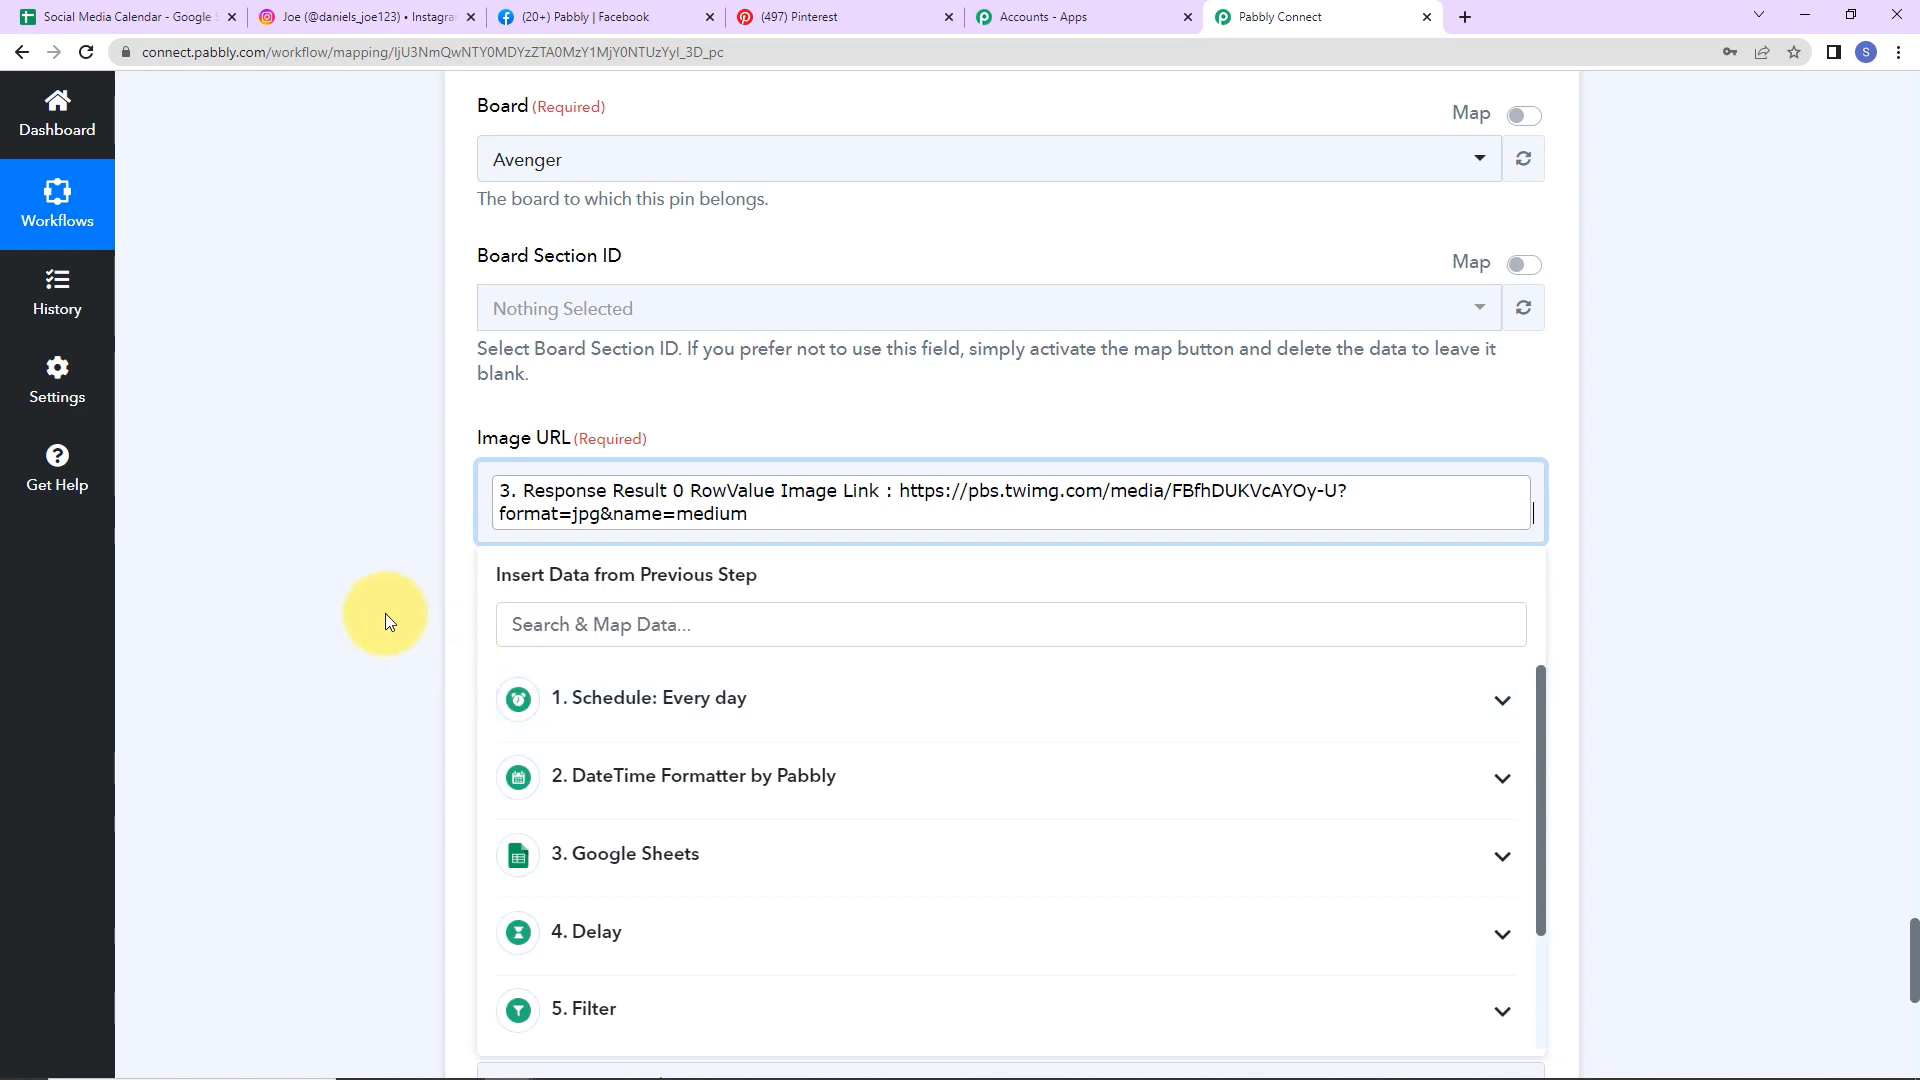 Social Media Calendar - Google S
Joe (@daniels_joe123) • Instagra
(20+) Pabbly | Facebook
(497) Pinterest
Accounts - Apps
Pabbly Connect
connect.pabbly.com/workflow/mapping/IjU3NmQwNTY0MDYzZTA0MzY1MjY0NTUzYyI_3D_pc
S
Dashboard
Workflows
History
Settings
Get Help
Board (Required)
Map
Avenger
The board to which this pin belongs.
Board Section ID
Map
Nothing Selected
Select Board Section ID. If you prefer not to use this field, simply activate the map button and delete the data to leave it
blank.
Image URL (Required)
3. Response Result 0 RowValue Image Link : https://pbs.twimg.com/media/FBfhDUKVcAYOy-U?
format=jpg&name=medium
Insert Data from Previous Step
Search & Map Data...
1. Schedule: Every day
2. DateTime Formatter by Pabbly
3. Google Sheets
4. Delay
5. Filter